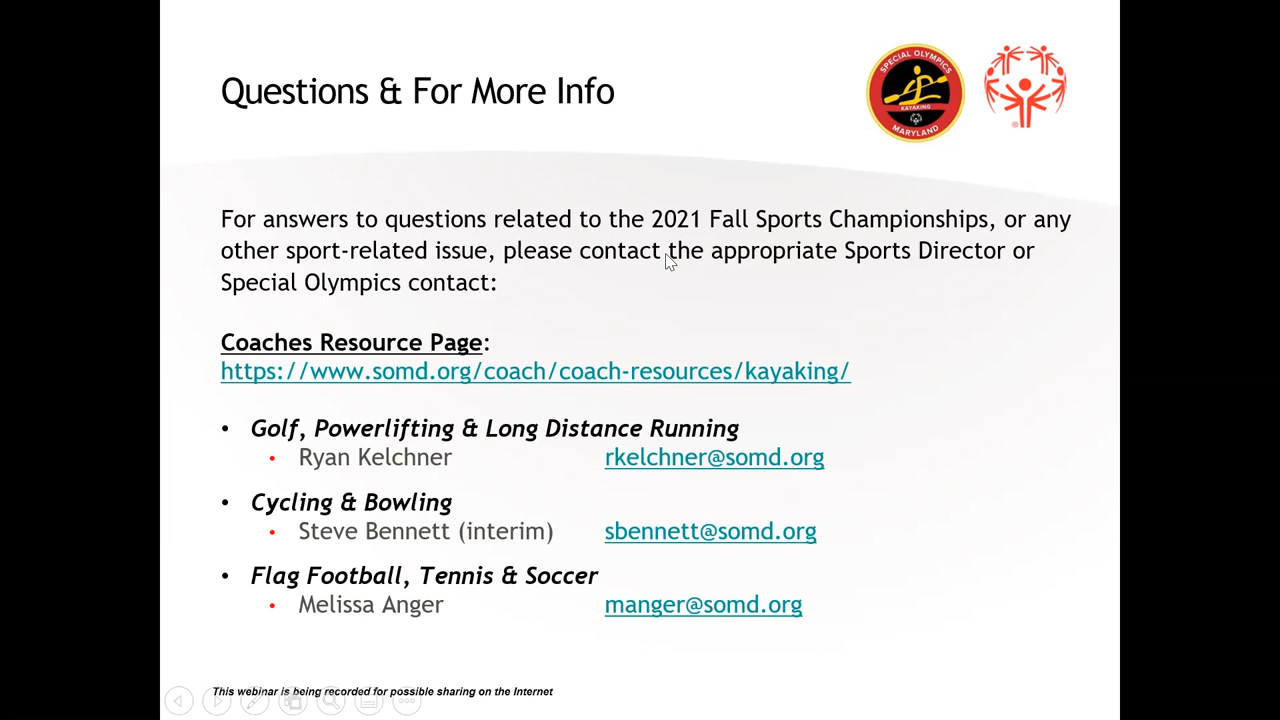 Questions & For More Info
SPECIAL OLYMPICS
KAYAKING
MARYLAND
®
For answers to questions related to the 2021 Fall Sports Championships, or any
other sport-related issue, please contact the appropriate Sports Director or
Special Olympics contact:
Coaches Resource Page:
https://www.somd.org/coach/coach-resources/kayaking/
• Golf, Powerlifting & Long Distance Running
• Ryan Kelchner rkelchner@somd.org
• Cycling & Bowling
• Steve Bennett (interim) sbennett@somd.org
• Flag Football, Tennis & Soccer
• Melissa Anger manger@somd.org
This webinar is being recorded for possible sharing on the Internet